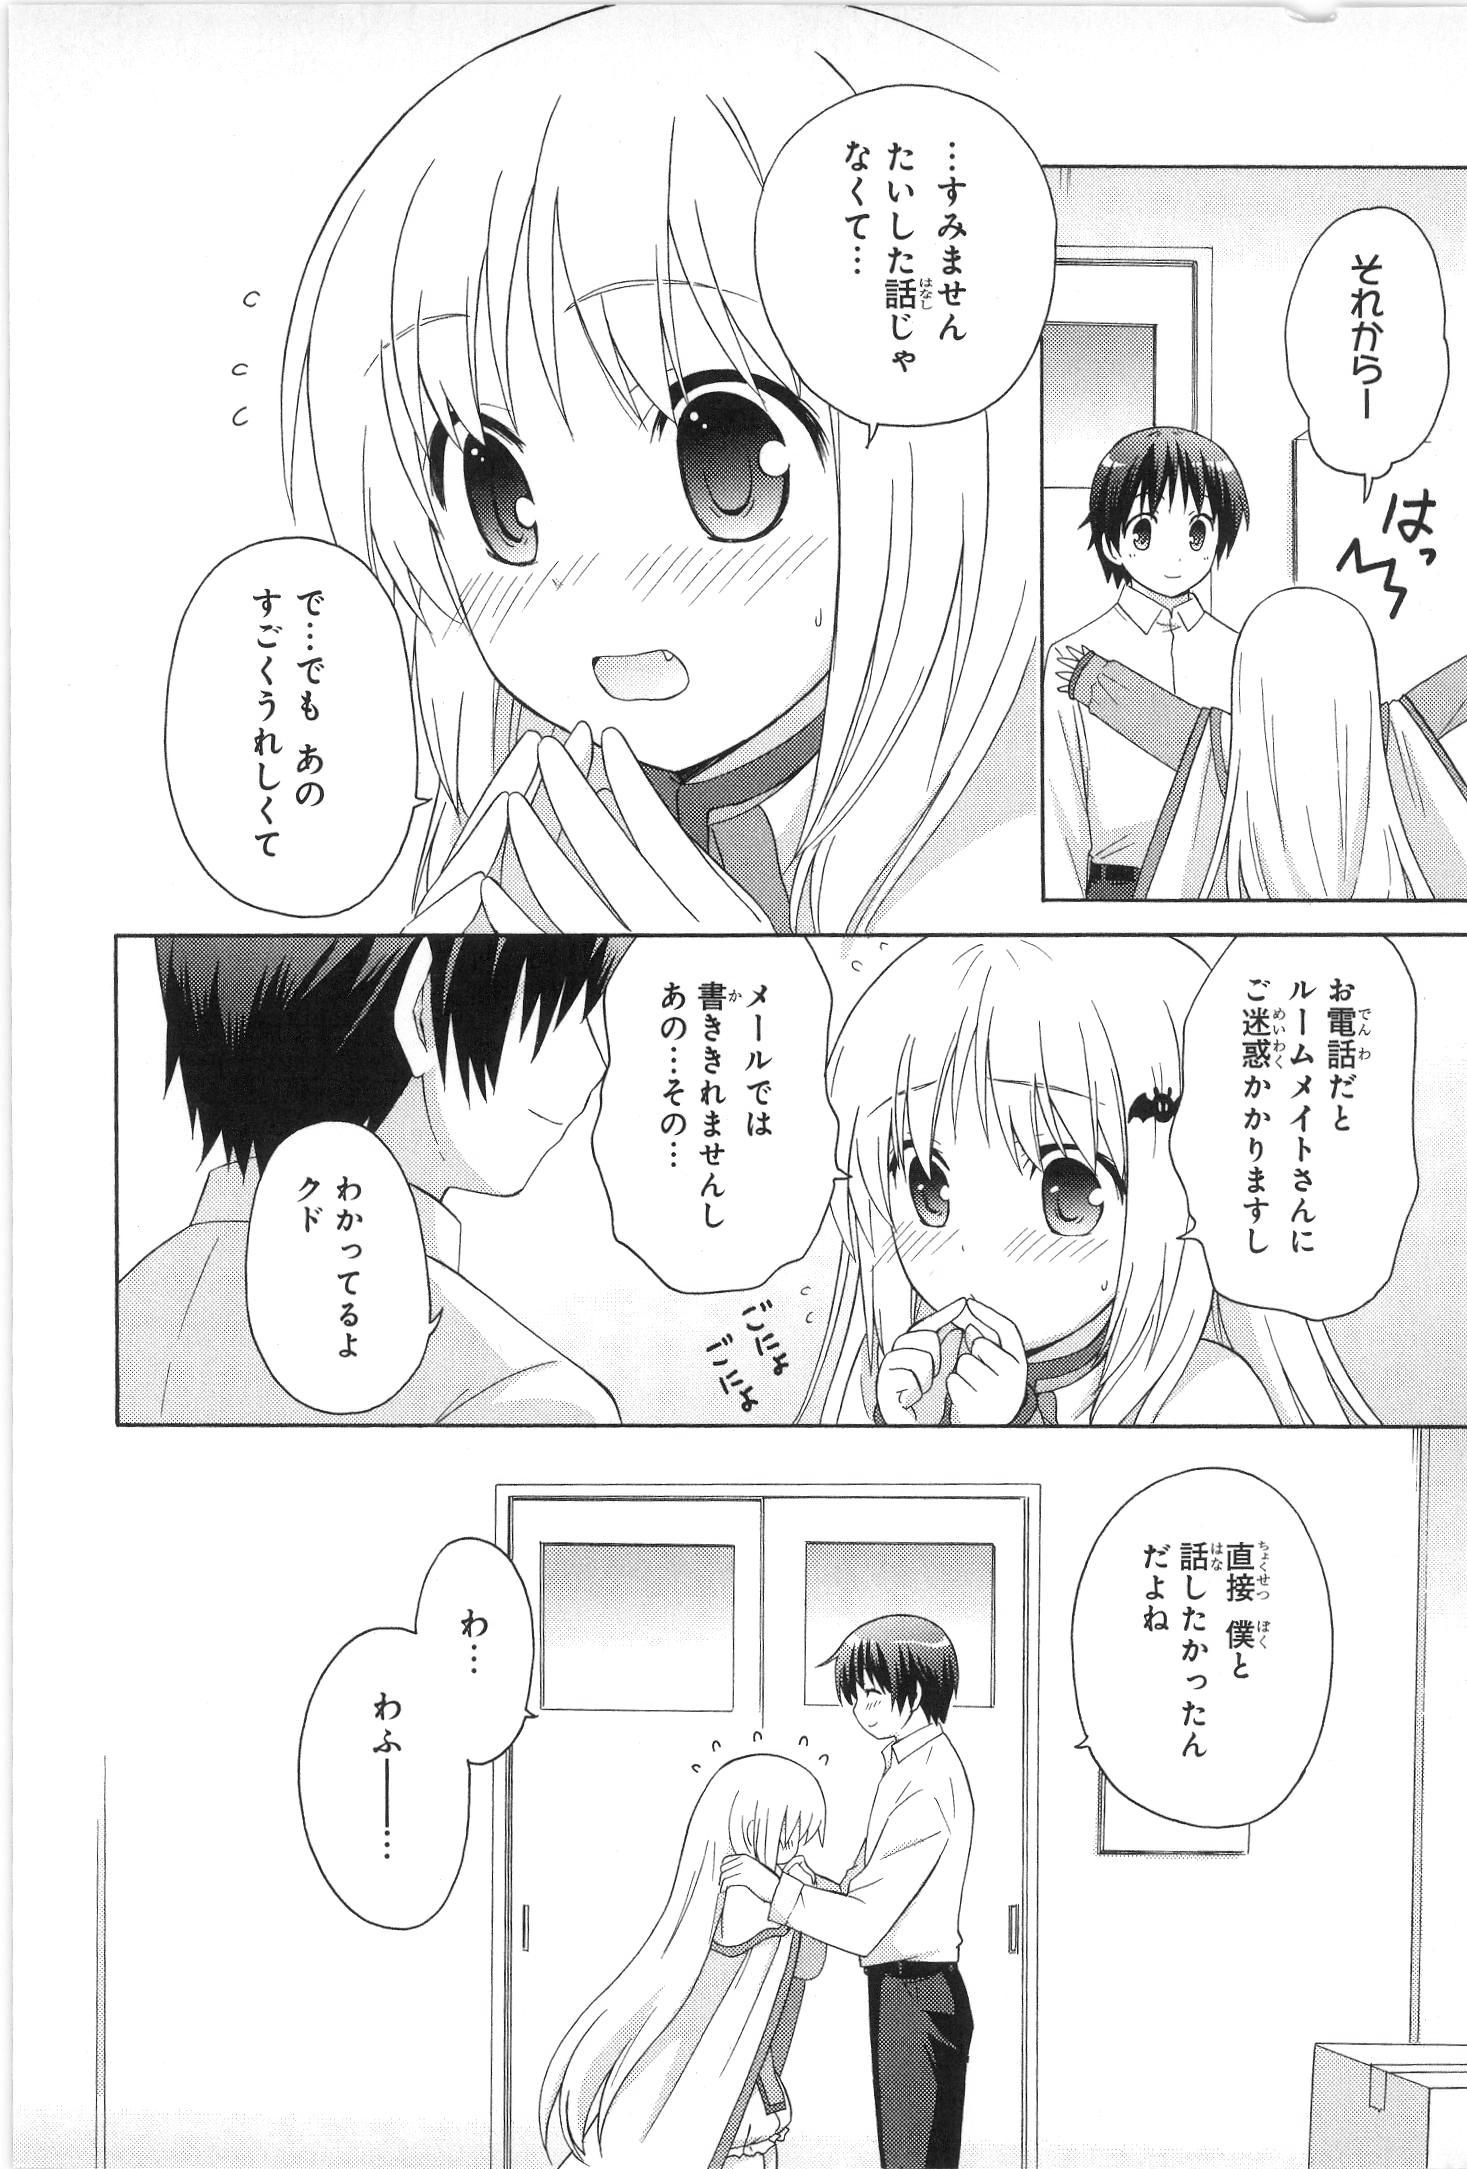 それからー
はっ
…すみません
たいした話じゃ
なくて…
で…でも あの
すごくうれしくて
お電話だと
ルームメイトさんに
ご迷惑かかりますし
メールでは
書ききれませんし
あの…その…
ごにょ
ごにょ
わかってるよ
クド
直接 僕と
話したかったん
だよね
わ…
わふ――…